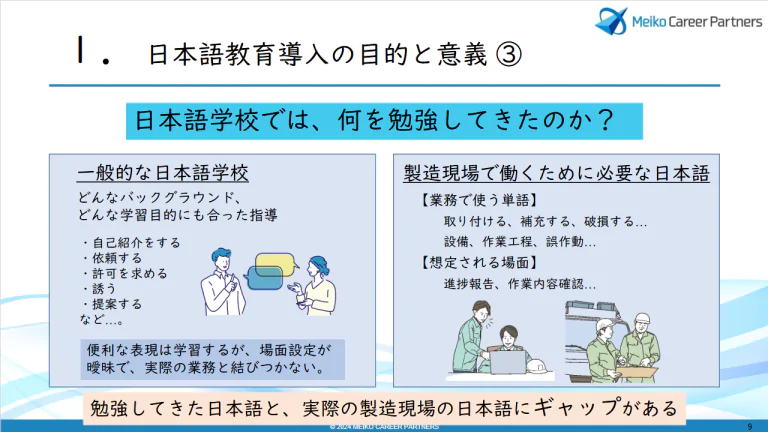 Meiko Career Partners
1. 日本語教育導入の目的と意義 ③
日本語学校では、何を勉強してきたのか？
一般的な日本語学校
どんなバックグラウンド、
どんな学習目的にも合った指導
・自己紹介をする
・依頼する
・許可を求める
・誘う
・提案する
など…。
便利な表現は学習するが、場面設定が
曖昧で、実際の業務と結びつかない。
製造現場で働くために必要な日本語
【業務で使う単語】
取り付ける、補充する、破損する…
設備、作業工程、誤作動…
【想定される場面】
進捗報告、作業内容確認…
勉強してきた日本語と、実際の製造現場の日本語にギャップがある
© 2024 MEIKO CAREER PARTNERS
9